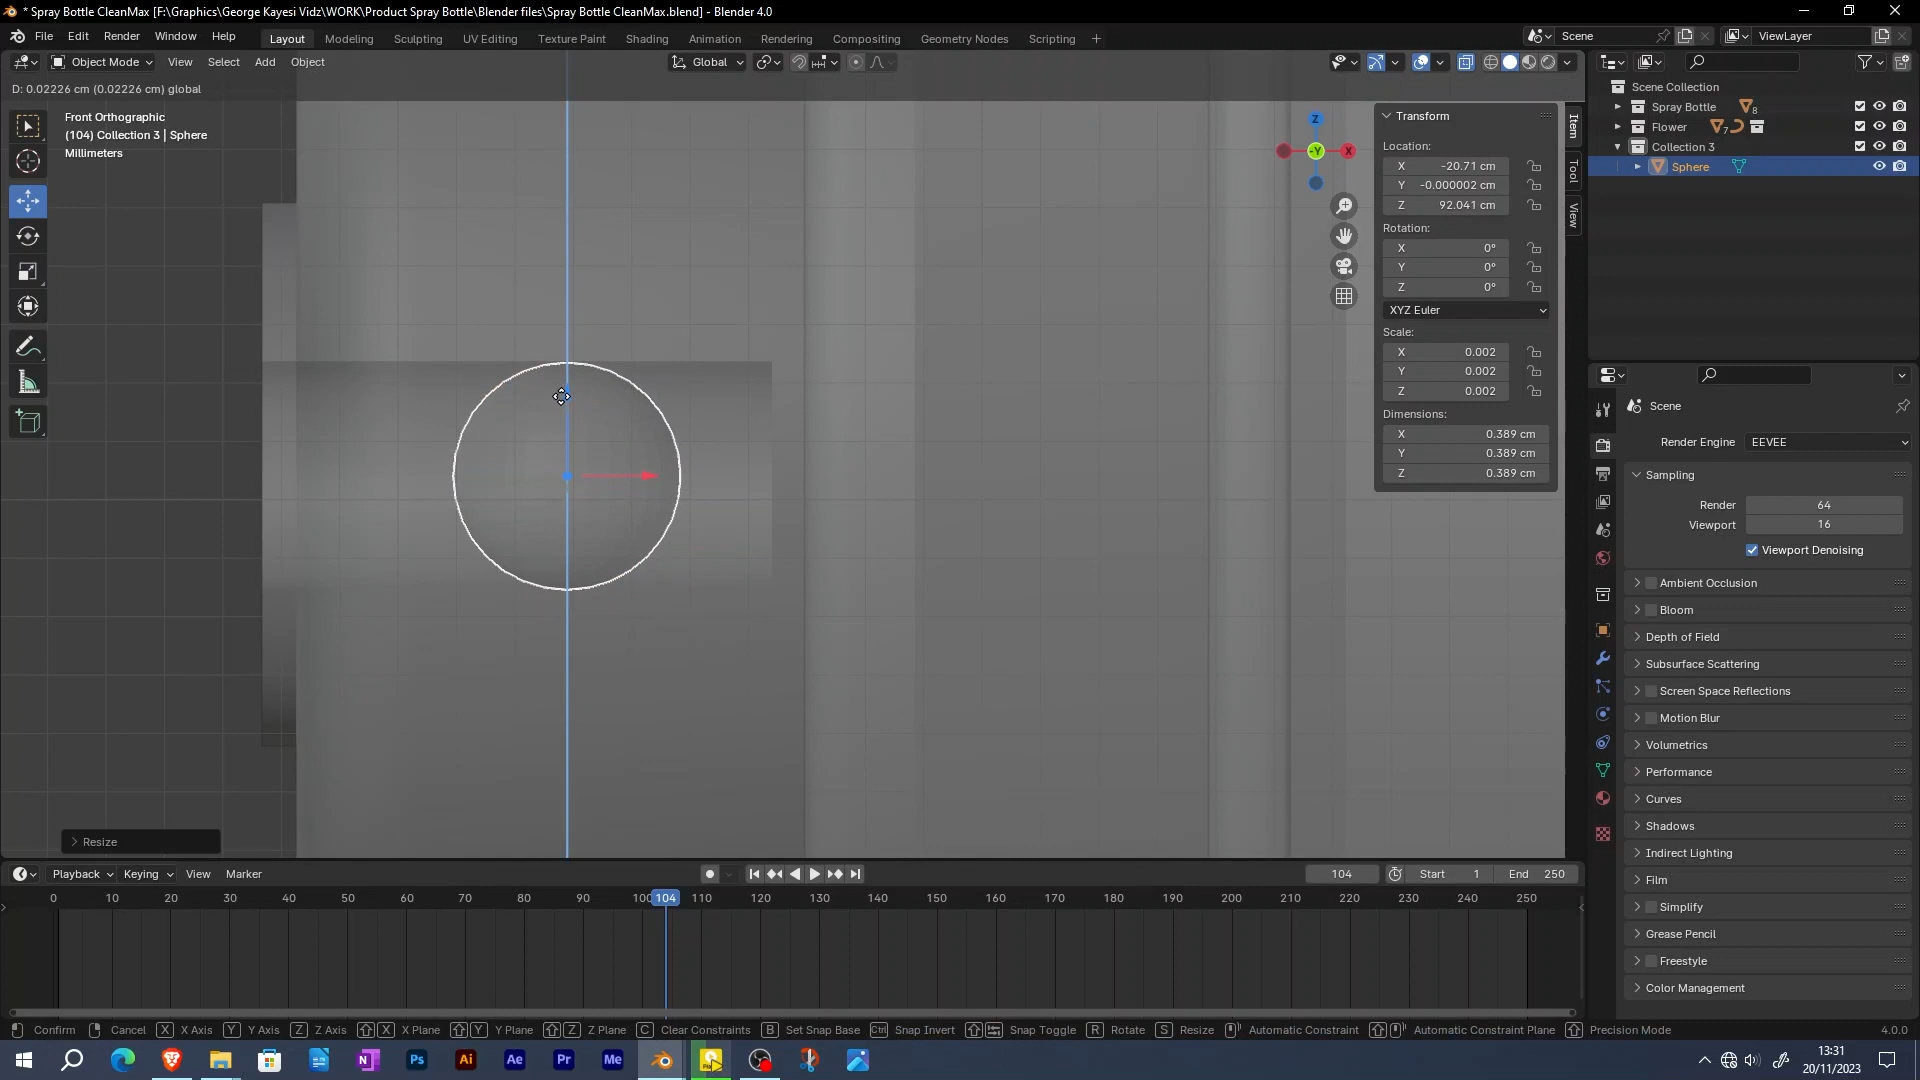 * Spray Bottle CleanMax [F:\Graphics\George Kayesi Vidz\WORK\Product Spray Bottle\Blender files\Spray Bottle CleanMax.blend] - Blender 4.0
File Edit Render Window Help Layout Modeling Sculpting UV Editing Texture Paint Shading Animation Rendering Compositing Geometry Nodes Scripting + Scene ViewLayer
Object Mode View Select Add Object Global
D: 0.02226 cm (0.02226 cm) global
Front Orthographic
(104) Collection 3 | Sphere
Millimeters
Z
-Y
X
Transform
Location:
X -20.71 cm
Y -0.000002 cm
Z 92.041 cm
Rotation:
X 0°
Y 0°
Z 0°
XYZ Euler
Scale:
X 0.002
Y 0.002
Z 0.002
Dimensions:
X 0.389 cm
Y 0.389 cm
Z 0.389 cm
Item
Tool
View
Scene Collection
Spray Bottle 8
Flower 7
Collection 3
Sphere
Scene
Render Engine EEVEE
Sampling
Render 64
Viewport 16
Viewport Denoising
Ambient Occlusion
Bloom
Depth of Field
Subsurface Scattering
Screen Space Reflections
Motion Blur
Volumetrics
Performance
Curves
Shadows
Indirect Lighting
Film
Simplify
Grease Pencil
Freestyle
Color Management
Resize
Playback Keying View Marker 104 Start 1 End 250
0 10 20 30 40 50 60 70 80 90 100 104 110 120 130 140 150 160 170 180 190 200 210 220 230 240 250
Confirm Cancel X X Axis Y Y Axis Z Z Axis X X Plane Y Y Plane Z Z Plane C Clear Constraints B Set Snap Base Ctrl Snap Invert Snap Toggle R Rotate S Resize Automatic Constraint Automatic Constraint Plane Precision Mode 4.0.0
Ps Ai Ae Pr Me
13:31
20/11/2023